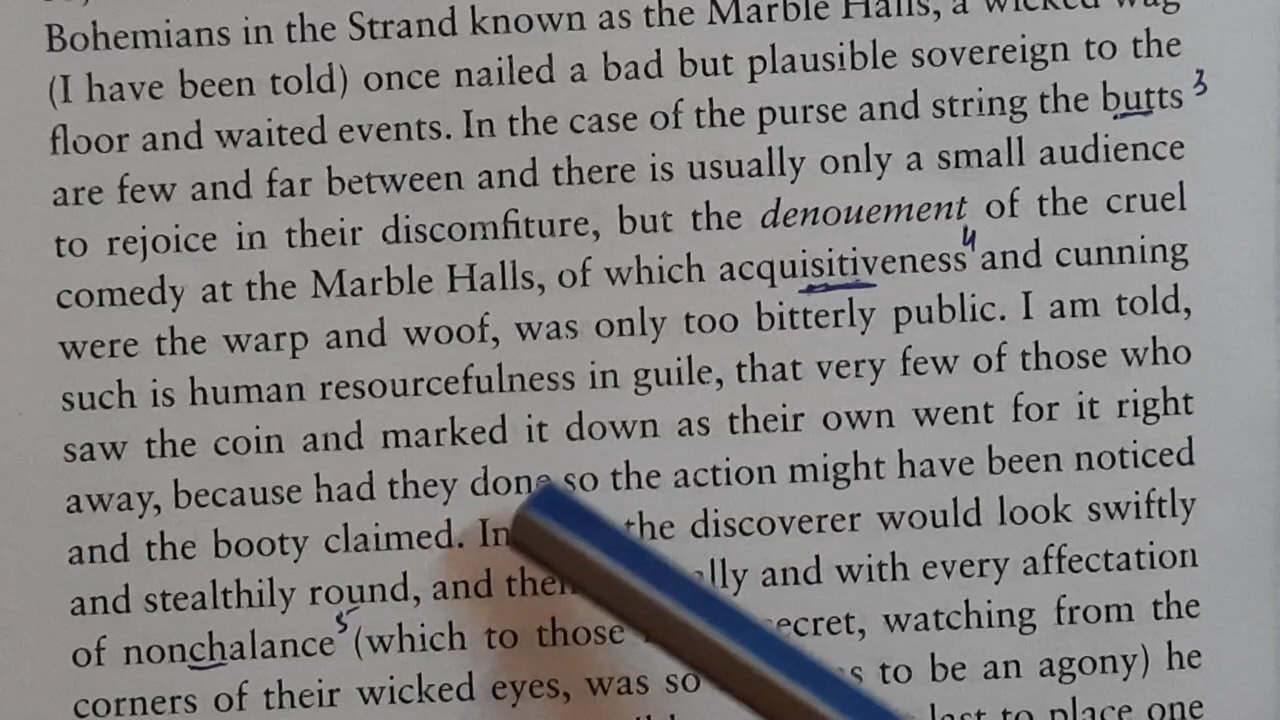 Bohemians in the Strand known as the Marble Halls, a wicked wag
(I have been told) once nailed a bad but plausible sovereign to the
floor and waited events. In the case of the purse and string the butts 3
are few and far between and there is usually only a small audience
to rejoice in their discomfiture, but the denouement of the cruel
comedy at the Marble Halls, of which acquisitiveness 4 and cunning
were the warp and woof, was only too bitterly public. I am told,
such is human resourcefulness in guile, that very few of those who
saw the coin and marked it down as their own went for it right
away, because had they done so the action might have been noticed
and the booty claimed. In the discoverer would look swiftly
and stealthily round, and then and with every affectation
of nonchalance 5 (which to those watching from the
corners of their wicked eyes, was so to be an agony) he
to place one